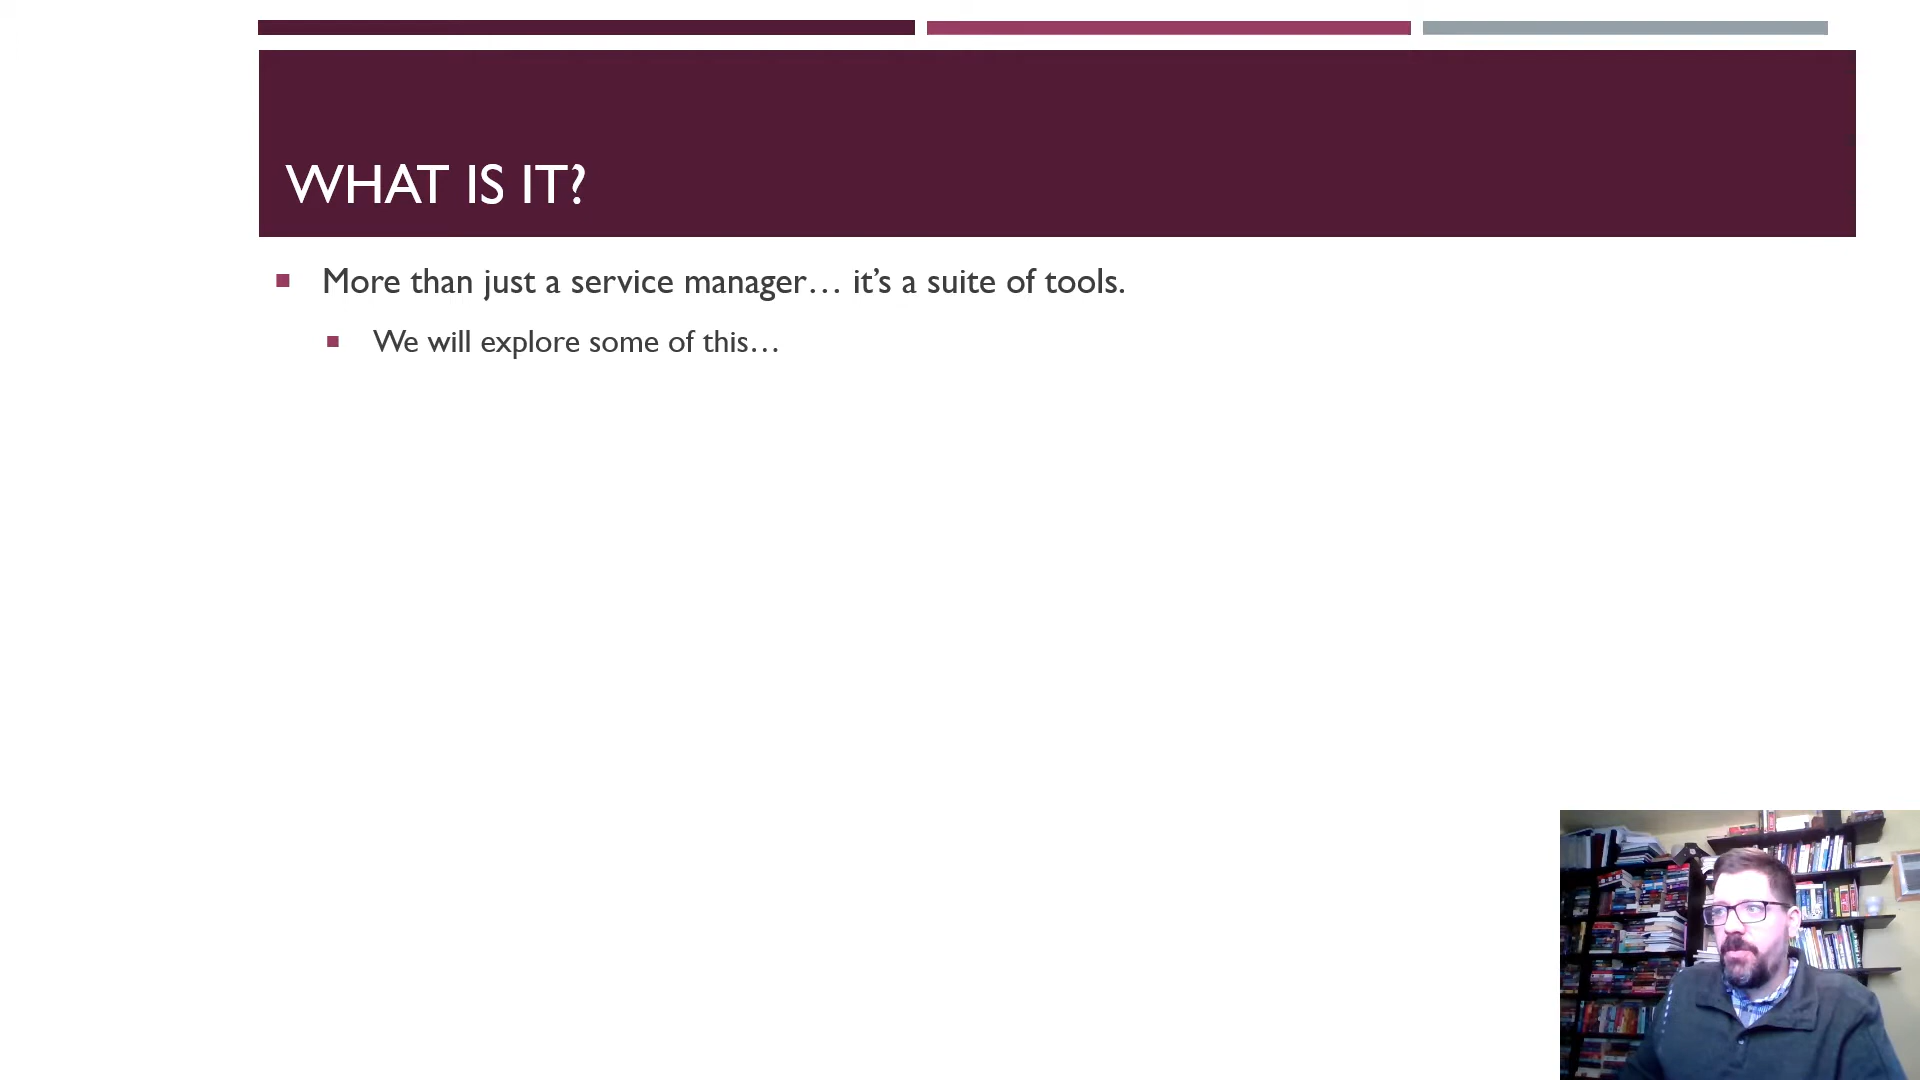 WHAT IS IT?
More than just a service manager… it’s a suite of tools.
We will explore some of this…